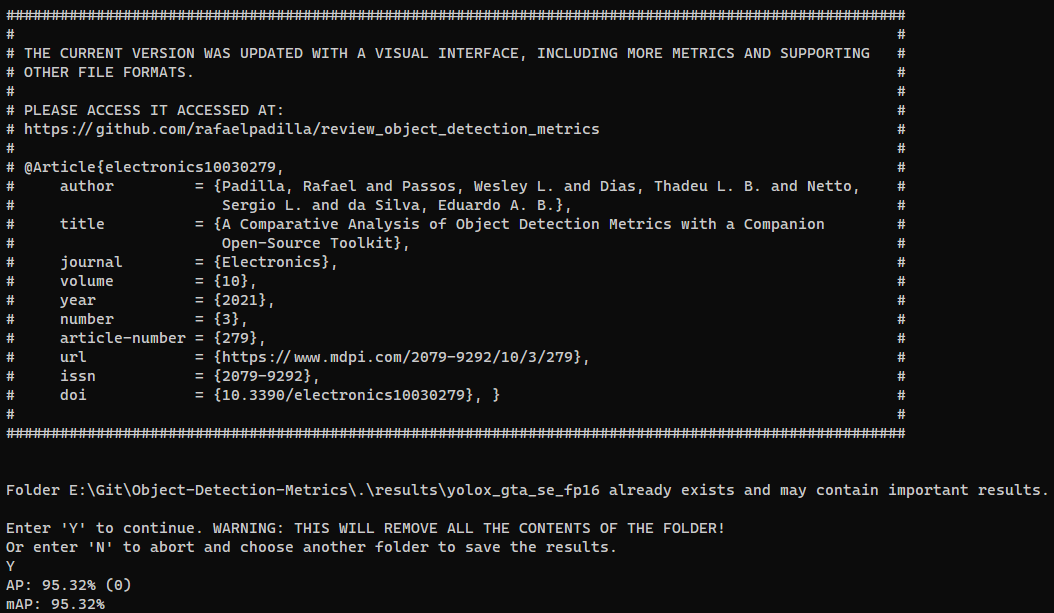 ####################################################################################################
#                                                                                                  #
# THE CURRENT VERSION WAS UPDATED WITH A VISUAL INTERFACE, INCLUDING MORE METRICS AND SUPPORTING   #
# OTHER FILE FORMATS.                                                                              #
#                                                                                                  #
# PLEASE ACCESS IT ACCESSED AT:                                                                    #
# https://github.com/rafaelpadilla/review_object_detection_metrics                                 #
#                                                                                                  #
# @Article{electronics10030279,                                                                    #
#     author         = {Padilla, Rafael and Passos, Wesley L. and Dias, Thadeu L. B. and Netto,    #
#                       Sergio L. and da Silva, Eduardo A. B.},                                    #
#     title          = {A Comparative Analysis of Object Detection Metrics with a Companion        #
#                       Open-Source Toolkit},                                                      #
#     journal        = {Electronics},                                                              #
#     volume         = {10},                                                                       #
#     year           = {2021},                                                                     #
#     number         = {3},                                                                        #
#     article-number = {279},                                                                      #
#     url            = {https://www.mdpi.com/2079-9292/10/3/279},                                  #
#     issn           = {2079-9292},                                                                #
#     doi            = {10.3390/electronics10030279}, }                                            #
#                                                                                                  #
####################################################################################################
Folder E:\Git\Object-Detection-Metrics\.\results\yolox_gta_se_fp16 already exists and may contain important results.
Enter 'Y' to continue. WARNING: THIS WILL REMOVE ALL THE CONTENTS OF THE FOLDER!
Or enter 'N' to abort and choose another folder to save the results.
Y
AP: 95.32% (0)
mAP: 95.32%